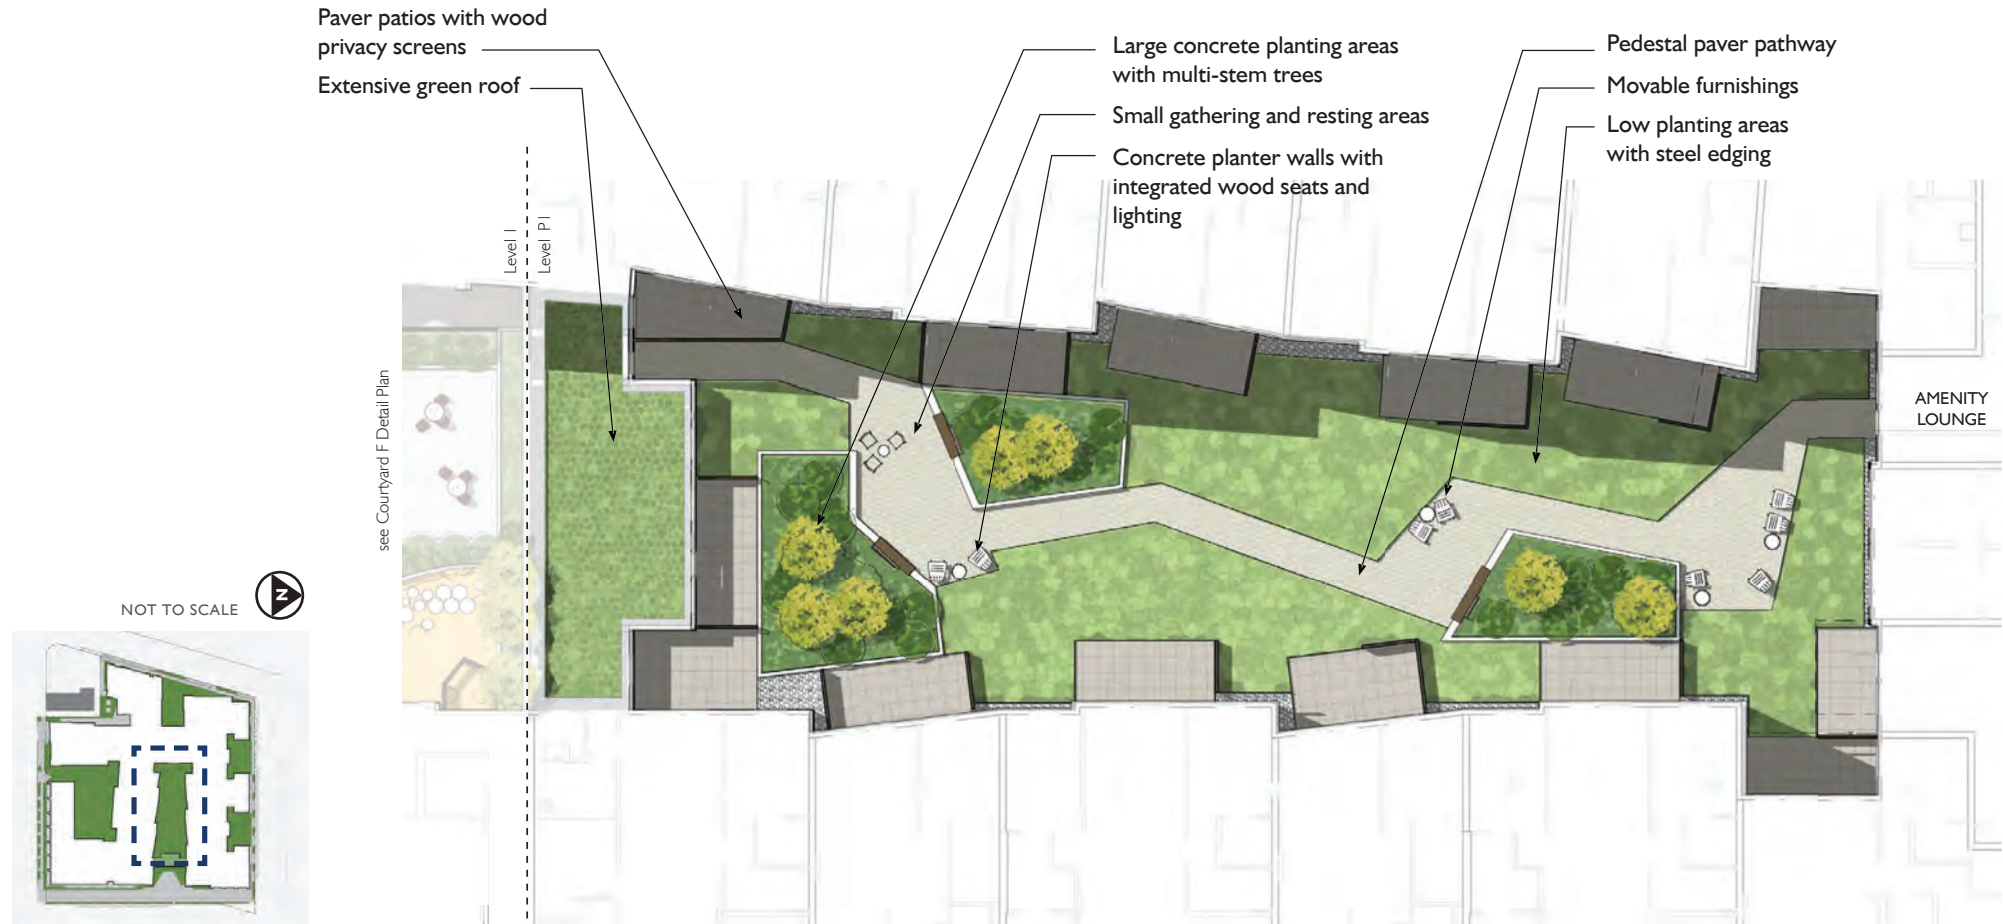 Paver patios with wood
privacy screens
Extensive green roof
Large concrete planting areas
with multi-stem trees
Small gathering and resting areas
Concrete planter walls with
integrated wood seats and
lighting
Pedestal paver pathway
Movable furnishings
Low planting areas
with steel edging
Level 1
Level P1
see Courtyard F Detail Plan
AMENITY
LOUNGE
NOT TO SCALE
N